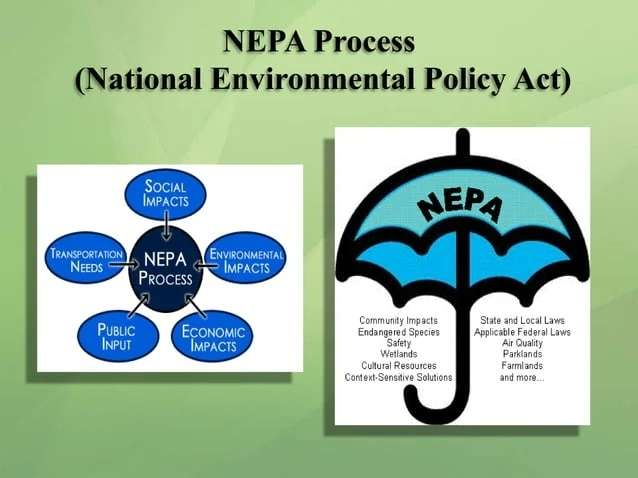 NEPA Process
(National Environmental Policy Act)
SOCIAL
IMPACTS
TRANSPORTATION
NEEDS
NEPA
PROCESS
ENVIRONMENTAL
IMPACTS
PUBLIC
INPUT
ECONOMIC
IMPACTS
NEPA
Community Impacts
Endangered Species
Safety
Wetlands
Cultural Resources
Context-Sensitive Solutions
State and Local Laws
Applicable Federal Laws
Air Quality
Parklands
Farmlands
and more...